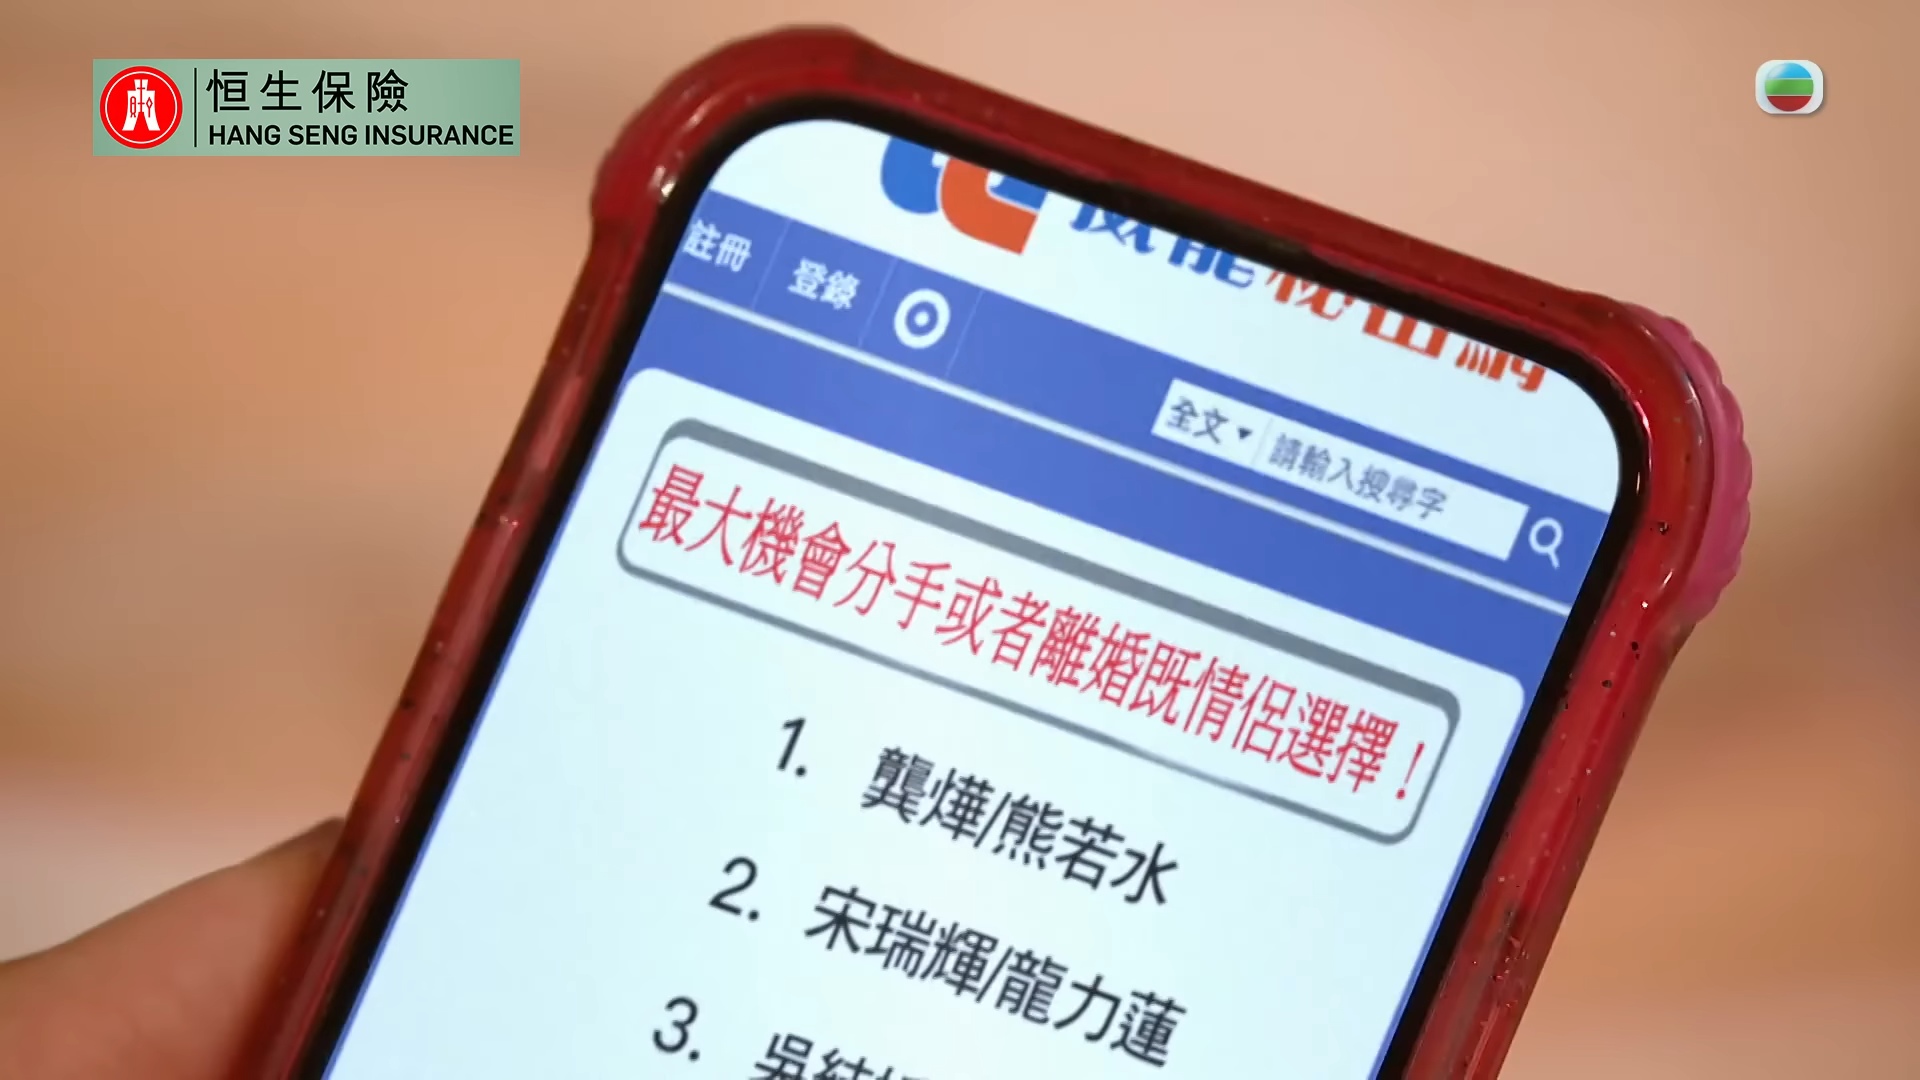 恒生保險
HANG SENG INSURANCE
註冊 登錄
全文 請輸入搜尋字
最大機會分手或者離婚既情侶選擇！
1. 龔燁/熊若水
2. 宋瑞輝/龍力蓮
3. 吳